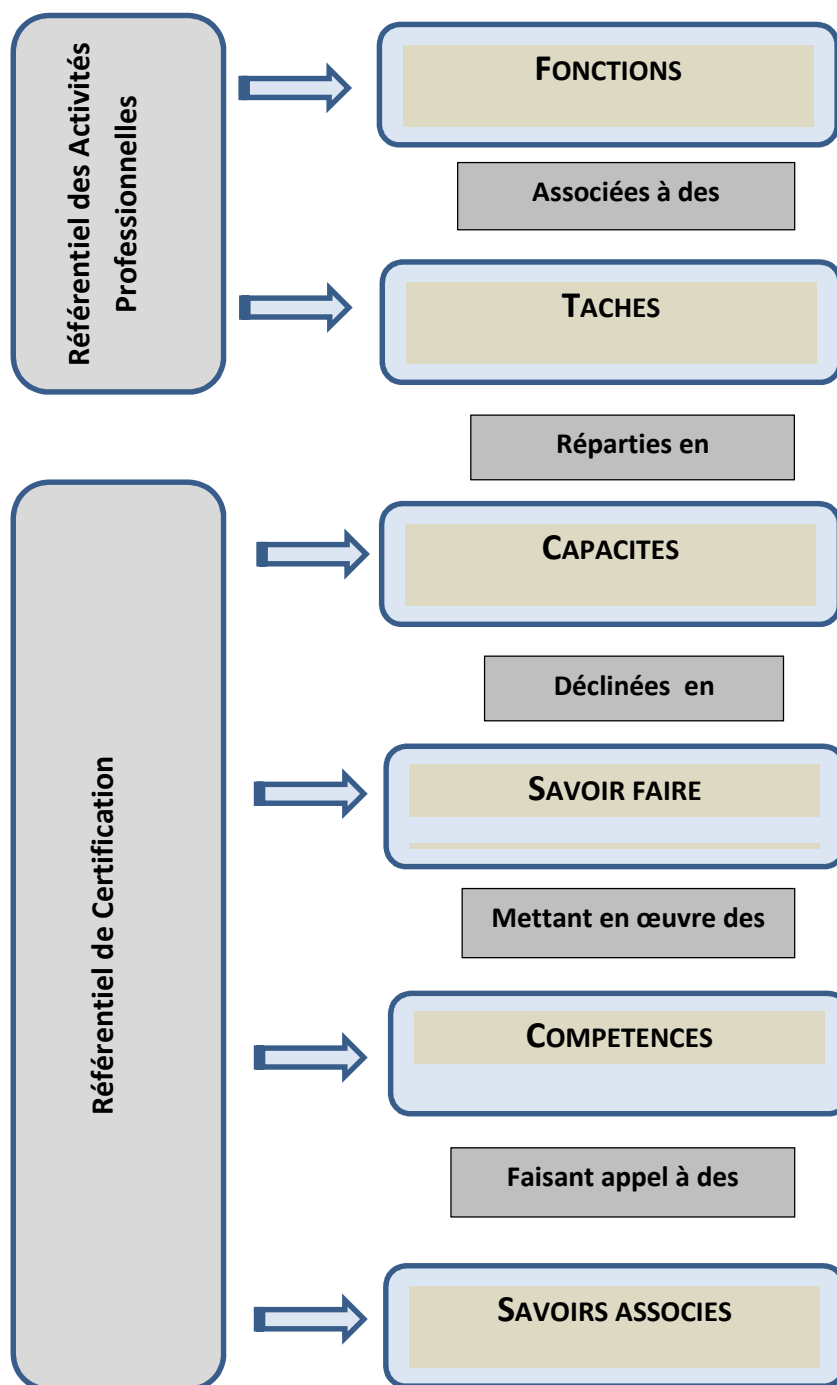 Référentiel des Activités
Professionnelles
FONCTIONS
Associées à des
TACHES
Réparties en
Référentiel de Certification
CAPACITES
Déclinées en
SAVOIR FAIRE
Mettant en œuvre des
COMPETENCES
Faisant appel à des
SAVOIRS ASSOCIES